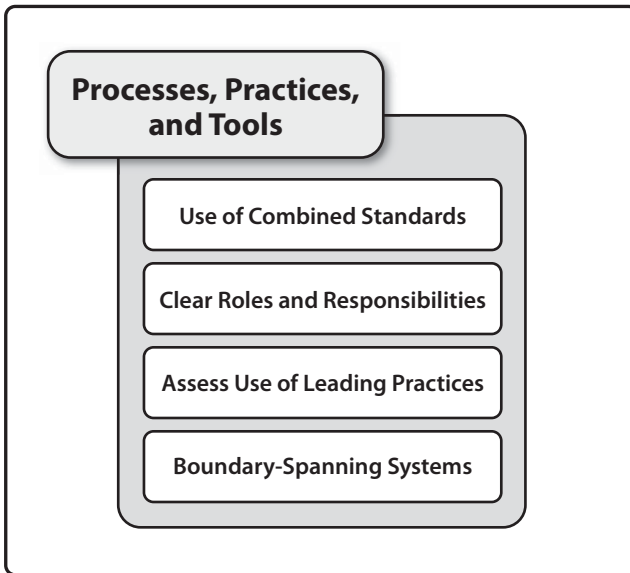 Processes, Practices,
and Tools
Use of Combined Standards
Clear Roles and Responsibilities
Assess Use of Leading Practices
Boundary-Spanning Systems